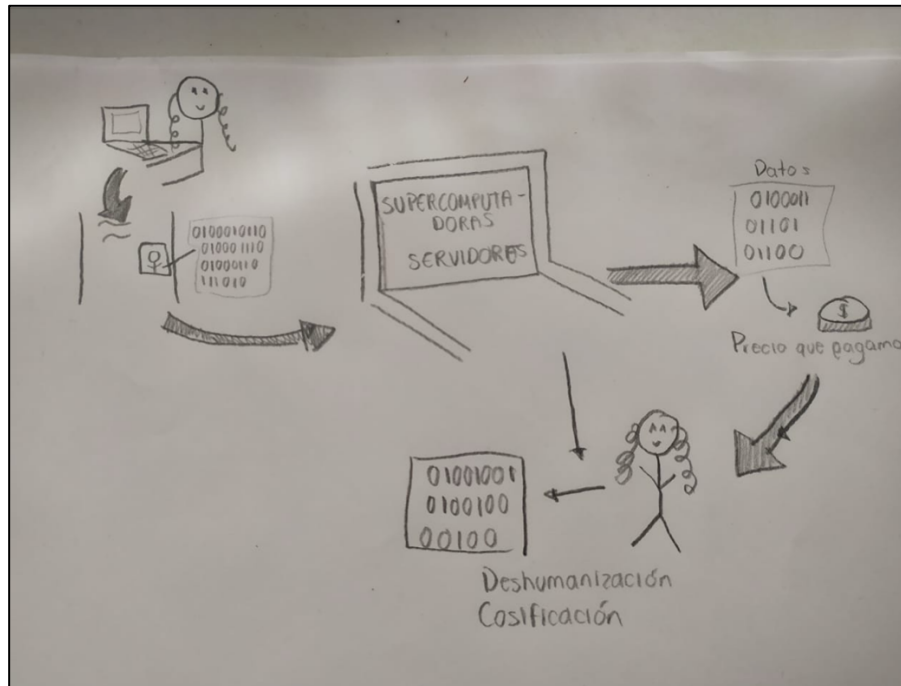 0100010110
01000 1110
01000110
111010
SUPERCOMPUTA-
DORAS
SERVIDORES
Datos
0100011
01101
01100
$
Precio que pagamo
01001001
0100100
00100
Deshumanización
Cosificación